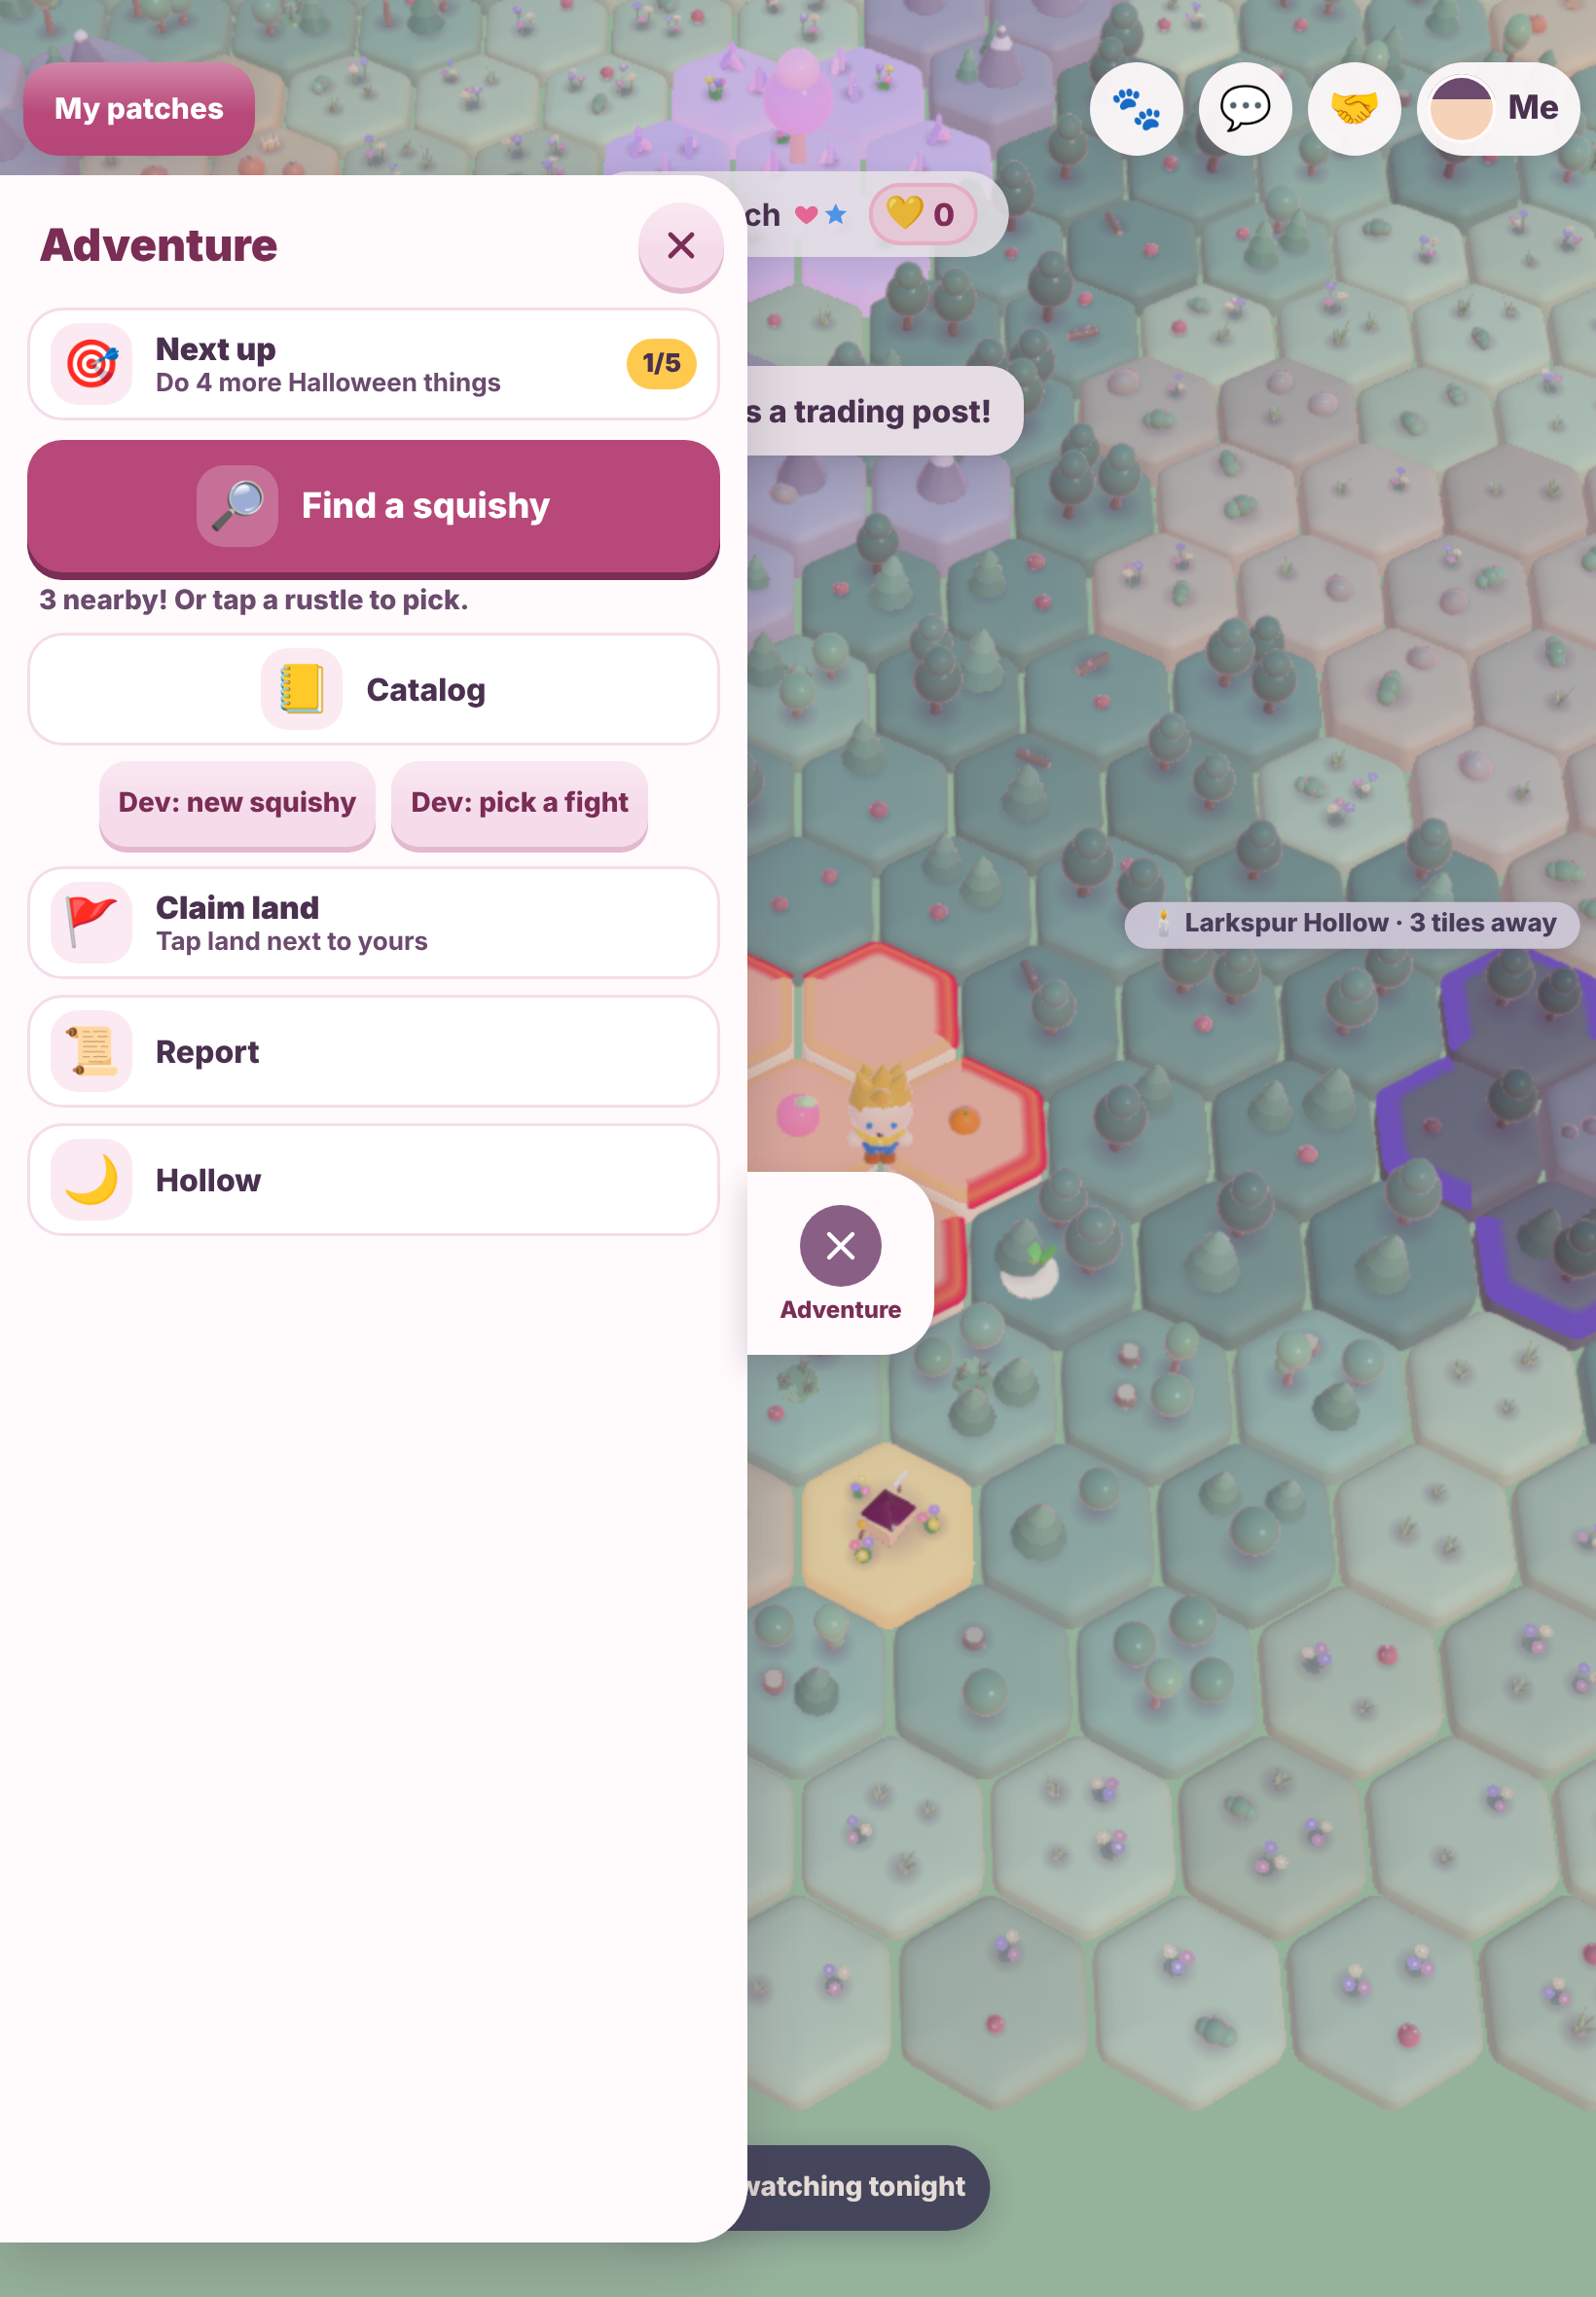 My patches
Me
ch 0
Adventure
Next up
Do 4 more Halloween things
1/5
s a trading post!
Find a squishy
3 nearby! Or tap a rustle to pick.
Catalog
Dev: new squishy
Dev: pick a fight
Claim land
Tap land next to yours
Larkspur Hollow · 3 tiles away
Report
Hollow
Adventure
watching tonight